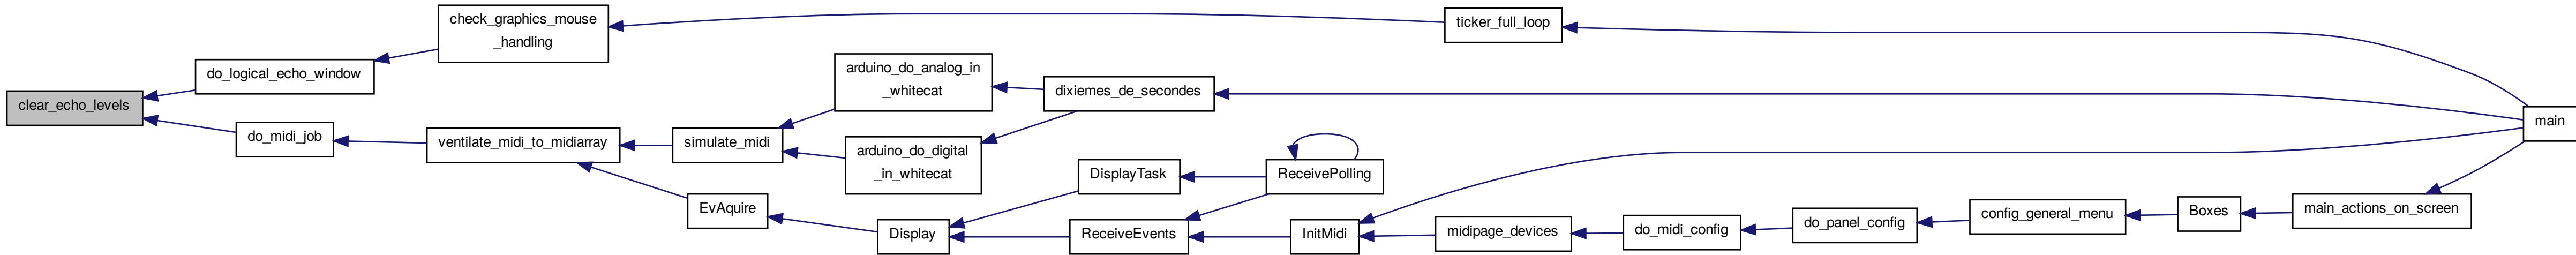 check_graphics_mouse
_handling
ticker_full_loop
do_logical_echo_window
arduino_do_analog_in
_whitecat
dixiemes_de_secondes
clear_echo_levels
main
do_midi_job
ventilate_midi_to_midiarray
simulate_midi
arduino_do_digital
_in_whitecat
DisplayTask
ReceivePolling
EvAquire
Display
ReceiveEvents
InitMidi
midipage_devices
do_midi_config
do_panel_config
config_general_menu
Boxes
main_actions_on_screen